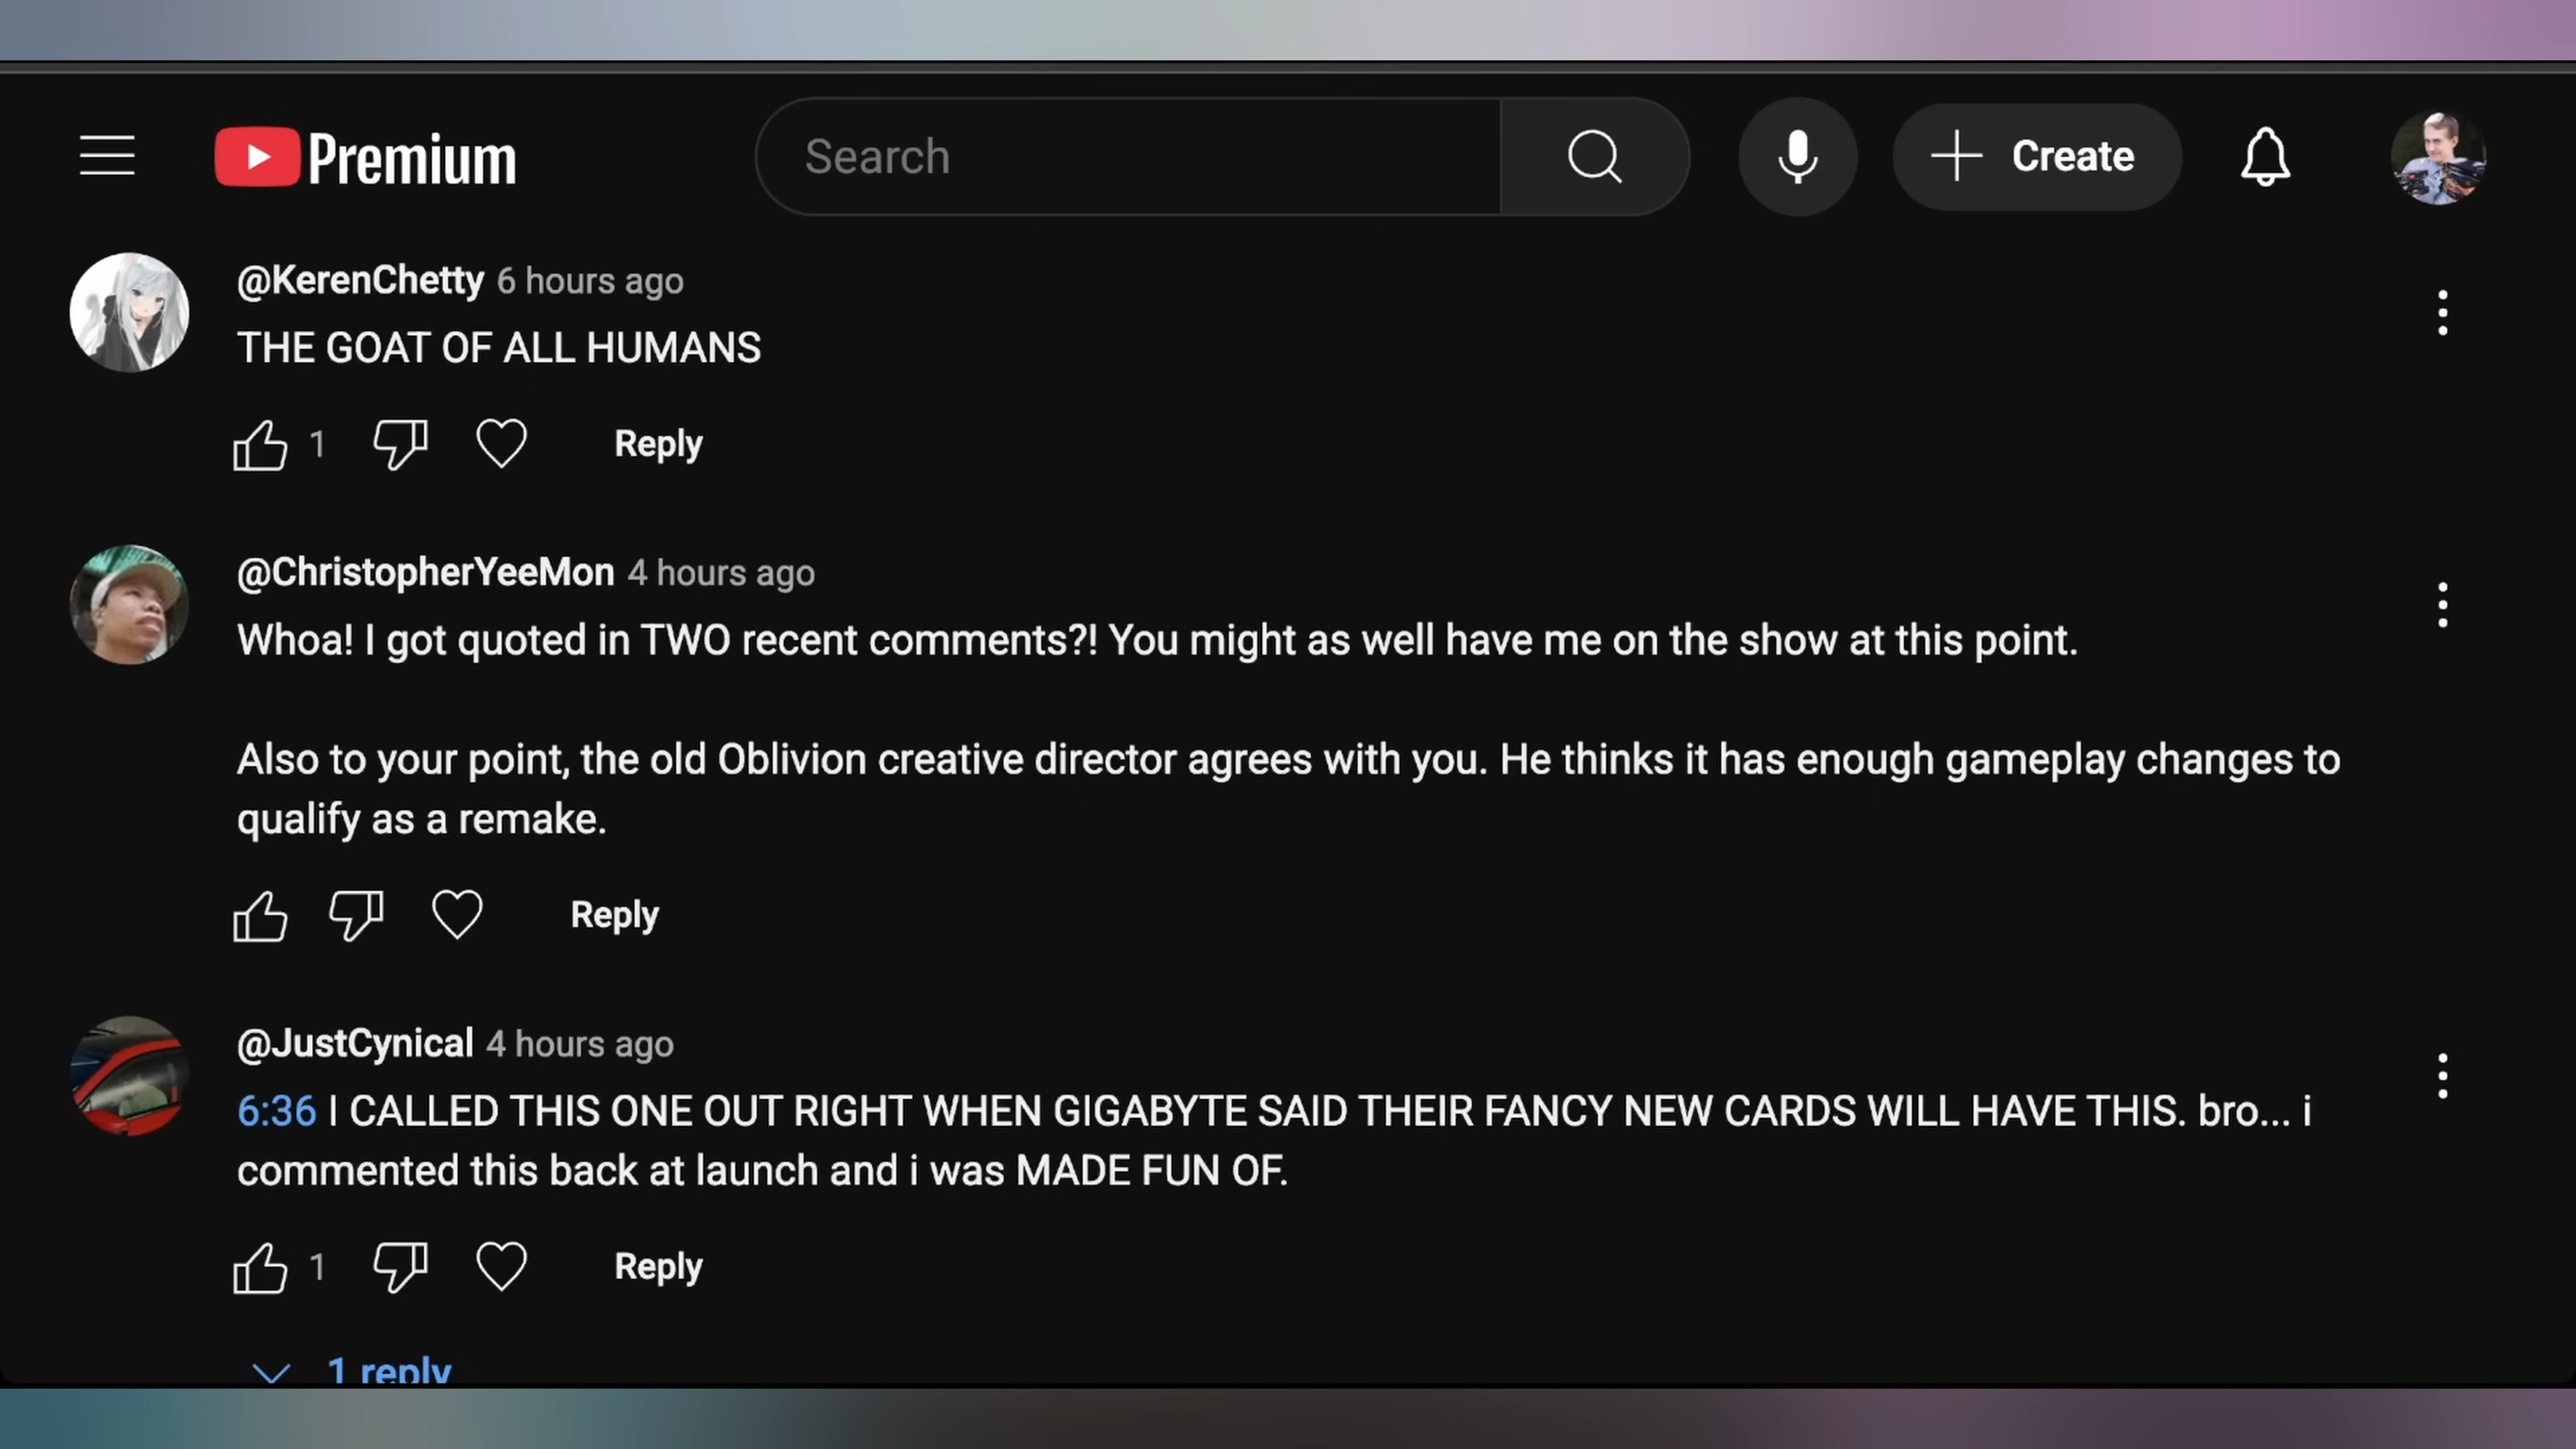 Premium
Search
Create
@KerenChetty 6 hours ago
THE GOAT OF ALL HUMANS
1
Reply
@ChristopherYeeMon 4 hours ago
Whoa! I got quoted in TWO recent comments?! You might as well have me on the show at this point.
Also to your point, the old Oblivion creative director agrees with you. He thinks it has enough gameplay changes to
qualify as a remake.
Reply
@JustCynical 4 hours ago
6:36 I CALLED THIS ONE OUT RIGHT WHEN GIGABYTE SAID THEIR FANCY NEW CARDS WILL HAVE THIS. bro... i
commented this back at launch and i was MADE FUN OF.
1
Reply
1 reply